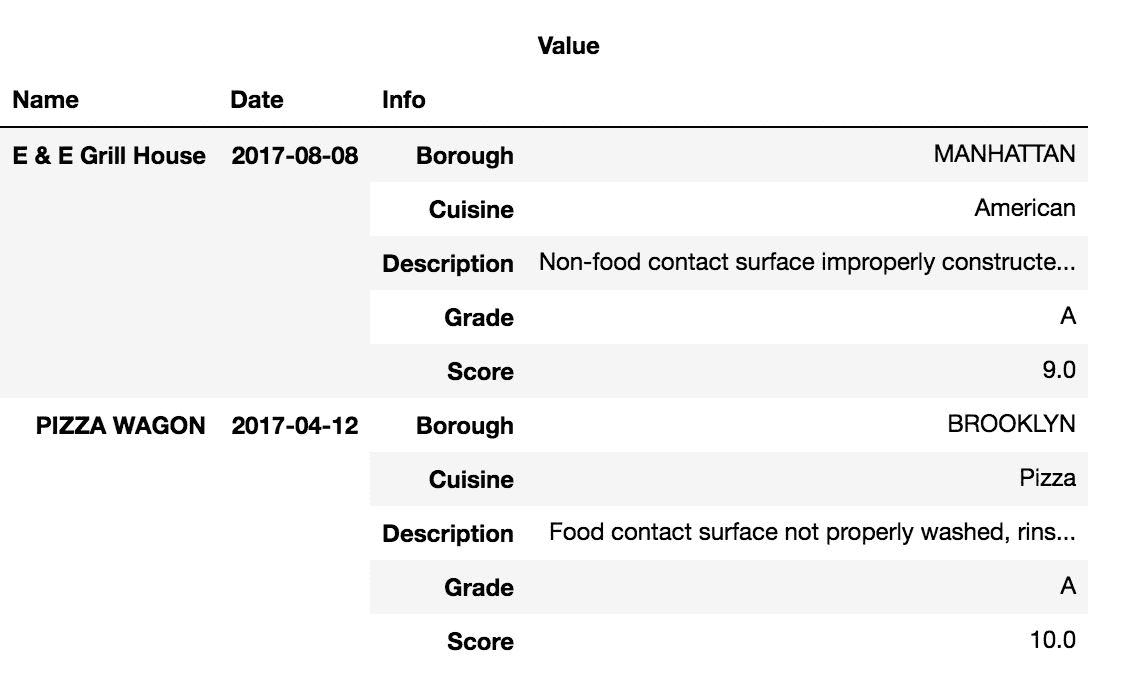 Value
Name Date Info
E & E Grill House 2017-08-08 Borough MANHATTAN
Cuisine American
Description Non-food contact surface improperly constructe...
Grade A
Score 9.0
PIZZA WAGON 2017-04-12 Borough BROOKLYN
Cuisine Pizza
Description Food contact surface not properly washed, rins...
Grade A
Score 10.0